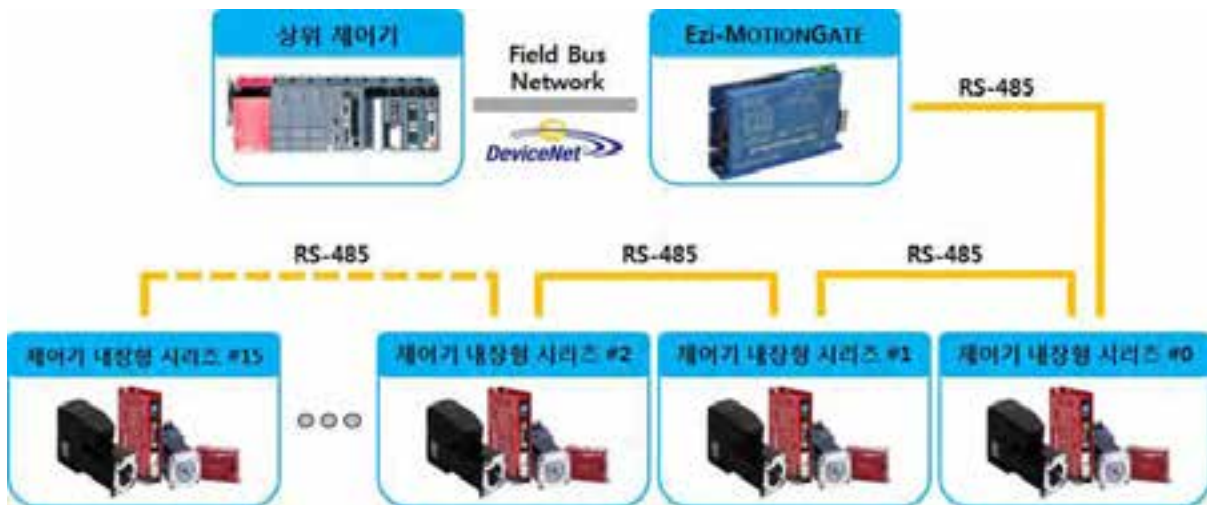 상위 제어기
Field Bus
Network
DeviceNet
Ezi-MOTIONGATE
RS-485
RS-485
RS-485
RS-485
제어기 내장형 시리즈 #15
제어기 내장형 시리즈 #2
제어기 내장형 시리즈 #1
제어기 내장형 시리즈 #0